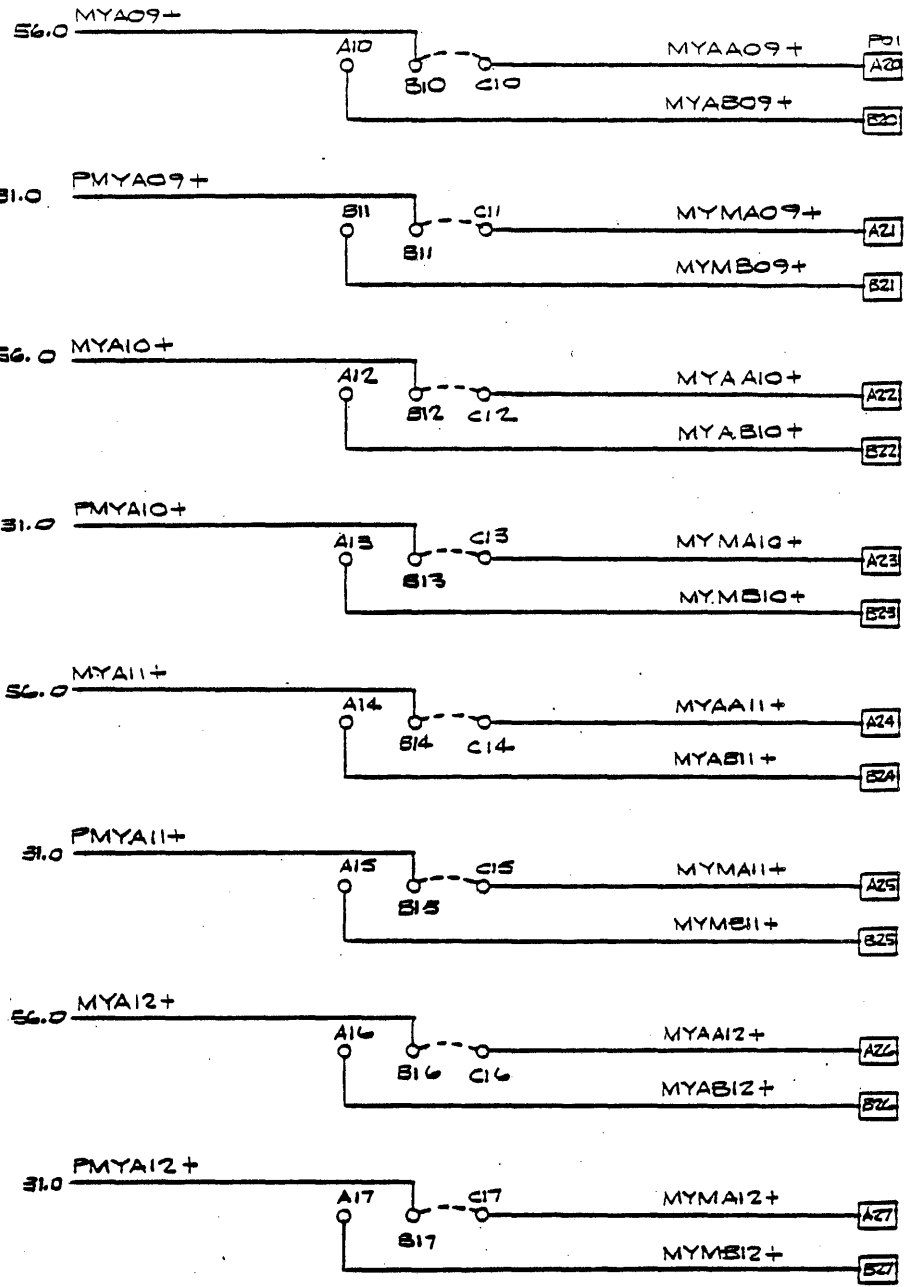 56.0 MYA09+
A10 B10 C10 MYAA09+ P01 A20
MYAB09+ B20
31.0 PMYA09+
B11 B11 C11 MYMA09+ A21
MYMB09+ B21
56.0 MYA10+
A12 B12 C12 MYAA10+ A22
MYAB10+ B22
31.0 PMYA10+
A13 B13 C13 MYMA10+ A23
MYMB10+ B23
56.0 MYA11+
A14 B14 C14 MYAA11+ A24
MYAB11+ B24
31.0 PMYA11+
A15 B15 C15 MYMA11+ A25
MYMB11+ B25
56.0 MYA12+
A16 B16 C16 MYAA12+ A26
MYAB12+ B26
31.0 PMYA12+
A17 B17 C17 MYMA12+ A27
MYMB12+ B27